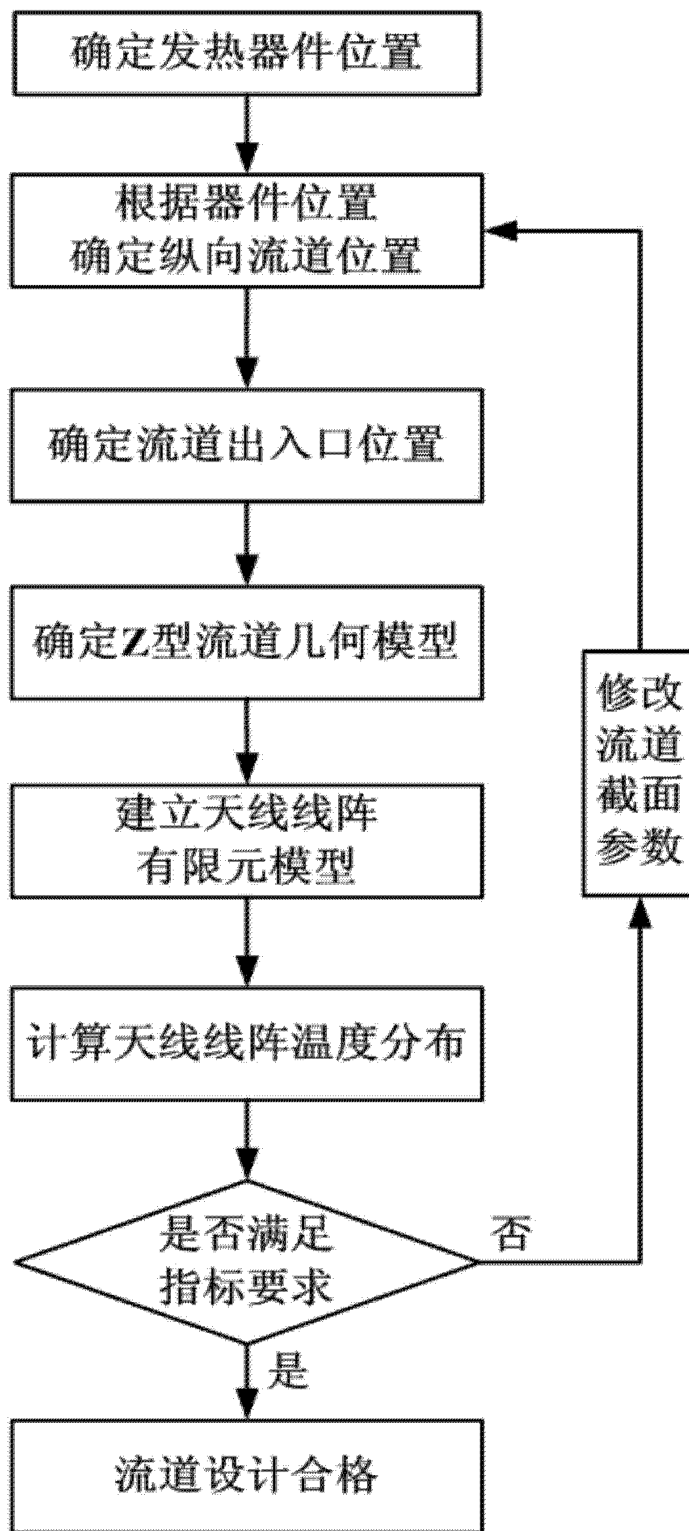 确定发热器件位置
根据器件位置
确定纵向流道位置
确定流道出入口位置
确定Z型流道几何模型
建立天线线阵
有限元模型
计算天线线阵温度分布
是否满足
指标要求
否
修改
流道
截面
参数
是
流道设计合格